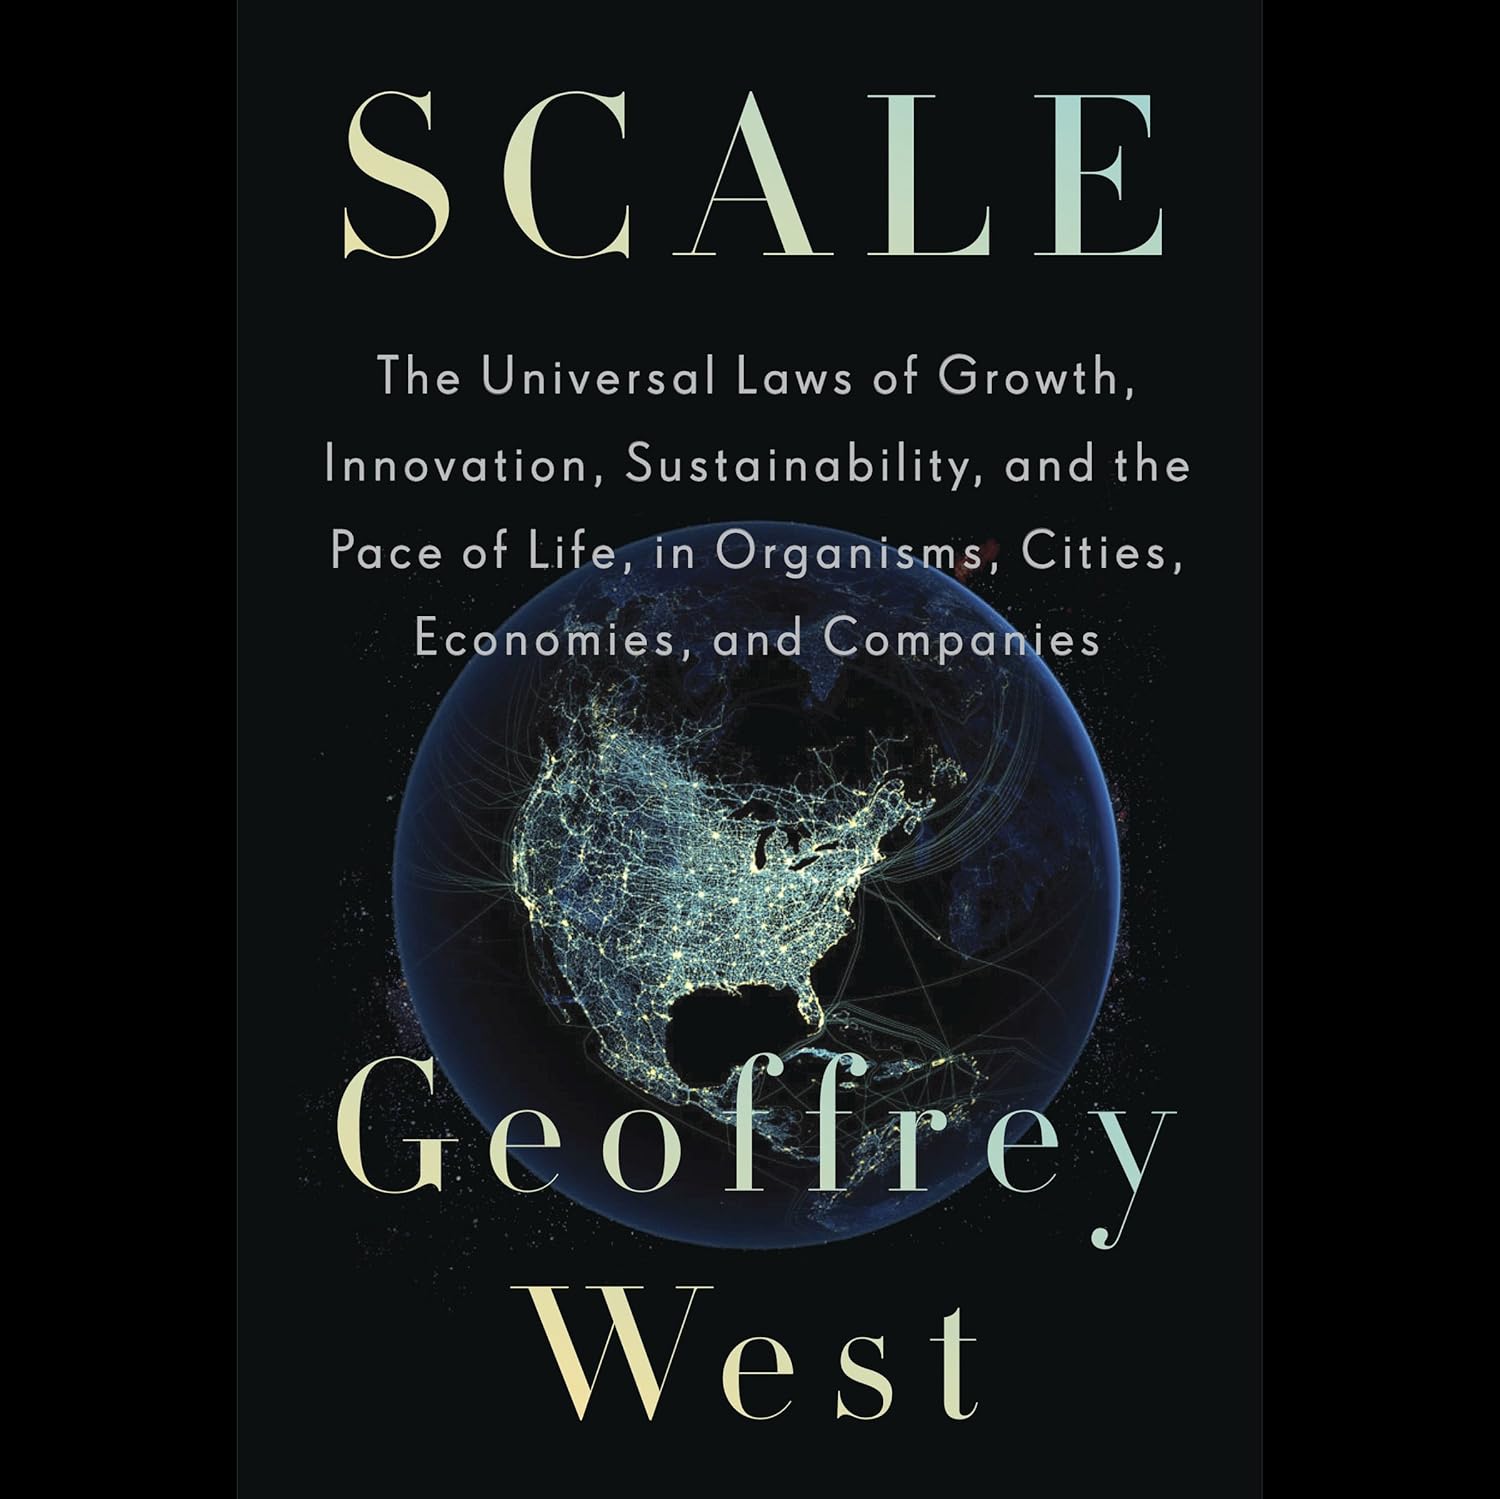 SCALE
The Universal Laws of Growth,
Innovation, Sustainability, and the
Pace of Life, in Organisms, Cities,
Economies, and Companies
Geoffrey
West